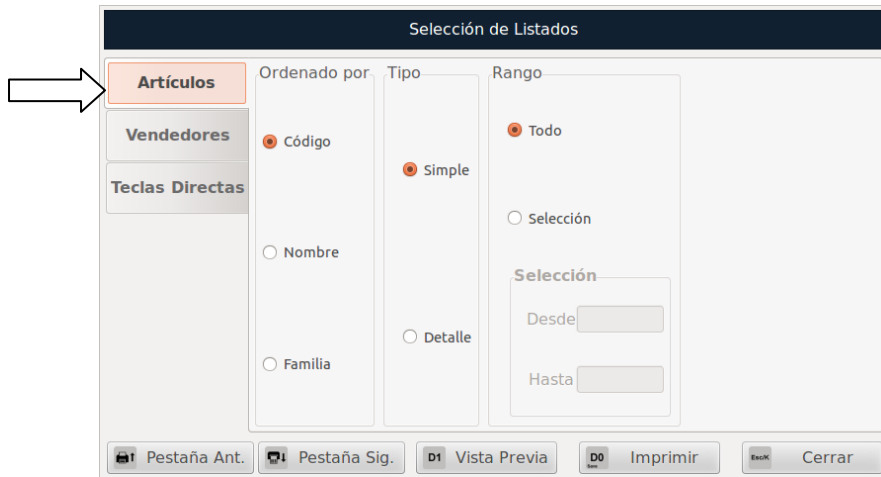 Selección de Listados
Artículos
Vendedores
Teclas Directas
Ordenado por
Código
Nombre
Familia
Tipo
Simple
Detalle
Rango
Todo
Selección
Selección
Desde
Hasta
Pestaña Ant.
Pestaña Sig.
D1 Vista Previa
D0 Imprimir
Esc/K Cerrar